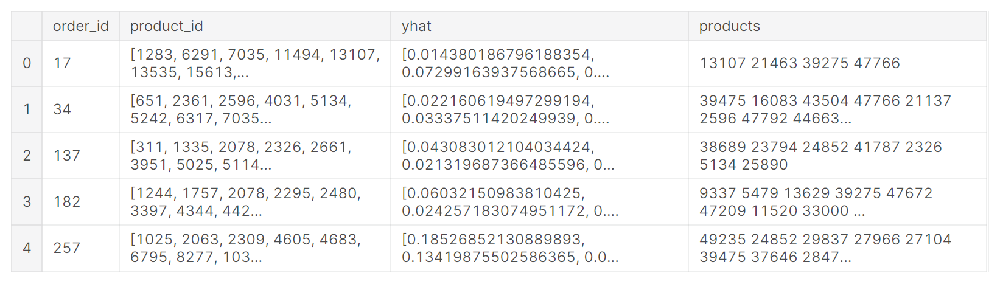 order_id product_id yhat products
0 17 [1283, 6291, 7035, 11494, 13107, 13535, 15613,... [0.014380186796188354, 0.07299163937568665, 0.... 13107 21463 39275 47766
1 34 [651, 2361, 2596, 4031, 5134, 5242, 6317, 7035... [0.022160619497299194, 0.03337511420249939, 0.... 39475 16083 43504 47766 21137 2596 47792 44663...
2 137 [311, 1335, 2078, 2326, 2661, 3951, 5025, 5114... [0.043083012104034424, 0.021319687366485596, 0... 38689 23794 24852 41787 2326 5134 25890
3 182 [1244, 1757, 2078, 2295, 2480, 3397, 4344, 442... [0.06032150983810425, 0.024257183074951172, 0.... 9337 5479 13629 39275 47672 47209 11520 33000 ...
4 257 [1025, 2063, 2309, 4605, 4683, 6795, 8277, 103... [0.18526852130889893, 0.13419875502586365, 0.0... 49235 24852 29837 27966 27104 39475 37646 2847...